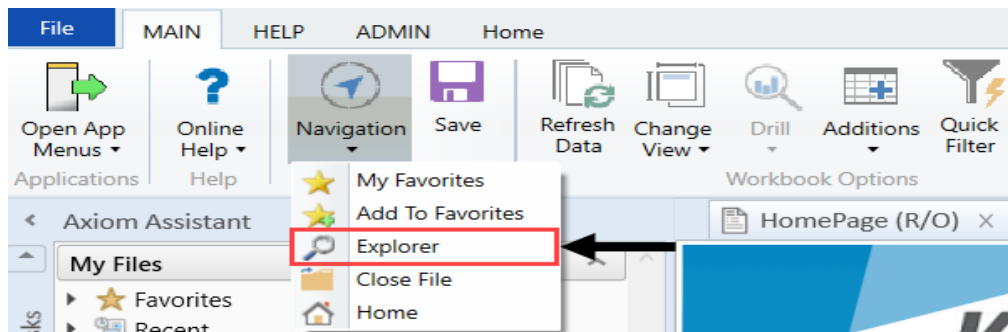 File MAIN HELP ADMIN Home
Open App Menus
Online Help
Navigation
Save
Refresh Data
Change View
Drill
Additions
Quick Filter
Applications
Help
Workbook Options
My Favorites
Add To Favorites
Explorer
Close File
Home
Axiom Assistant
HomePage (R/O)
My Files
Favorites
Recent